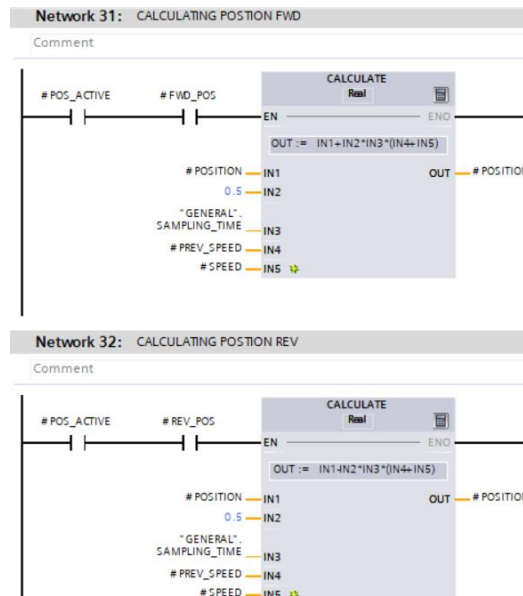 Network 31: CALCULATING POSTION FWD
Comment
CALCULATE
Real
#POS_ACTIVE #FWD_POS
EN ENO
OUT := IN1+IN2*IN3*(IN4+IN5)
#POSITION IN1 OUT #POSITION
0.5 IN2
"GENERAL".
SAMPLING_TIME IN3
#PREV_SPEED IN4
#SPEED IN5
Network 32: CALCULATING POSTION REV
Comment
CALCULATE
Real
#POS_ACTIVE #REV_POS
EN ENO
OUT := IN1-IN2*IN3*(IN4+IN5)
#POSITION IN1 OUT #POSITION
0.5 IN2
"GENERAL".
SAMPLING_TIME IN3
#PREV_SPEED IN4
#SPEED IN5